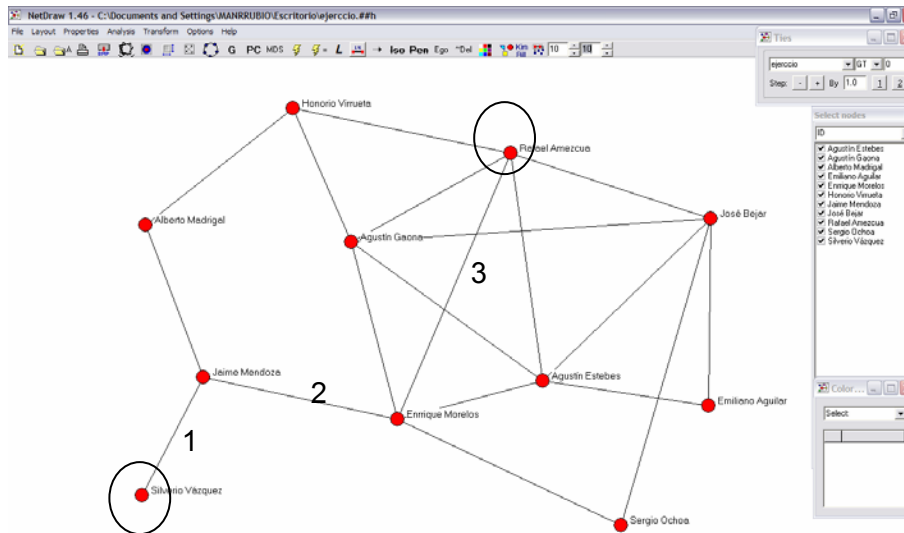 NetDraw 1.46 - C:\Documents and Settings\MANRRUBIO\Escritorio\ejerccio.##h
File Layout Properties Analysis Transform Options Help
G PC MDS L Iso Pen Ego ~Del 10 10
Ties
ejerccio GT 0
Step: - + By 1.0 1 2
Select nodes
ID
Agustín Estebes
Agustín Gaona
Alberto Madrigal
Emiliano Aguilar
Enrrique Morelos
Honorio Virrueta
Jaime Mendoza
José Bejar
Rafael Amezcua
Sergio Ochoa
Silverio Vázquez
Color...
Select:
Honorio Virrueta
Rafael Amezcua
José Bejar
Alberto Madrigal
Agustín Gaona
3
Jaime Mendoza
Agustín Estebes
2
Enrrique Morelos
Emiliano Aguilar
1
Silverio Vázquez
Sergio Ochoa